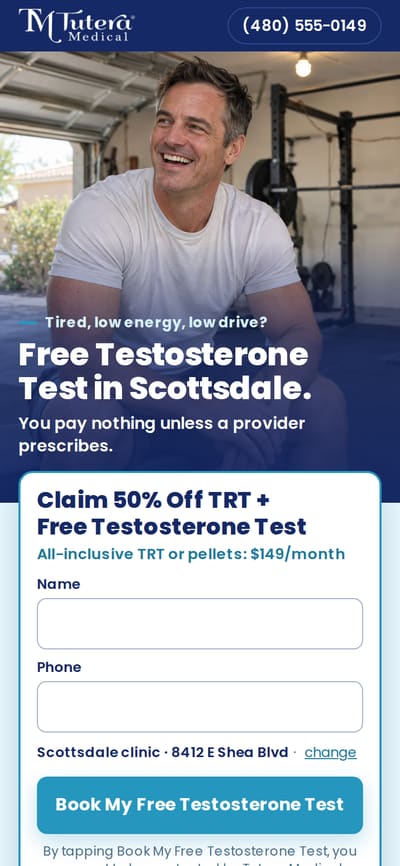 TM Tutera®
Medical
(480) 555-0149
Tired, low energy, low drive?
Free Testosterone
Test in Scottsdale.
You pay nothing unless a provider
prescribes.
Claim 50% Off TRT +
Free Testosterone Test
All-inclusive TRT or pellets: $149/month
Name
Phone
Scottsdale clinic · 8412 E Shea Blvd · change
Book My Free Testosterone Test
By tapping Book My Free Testosterone Test, you